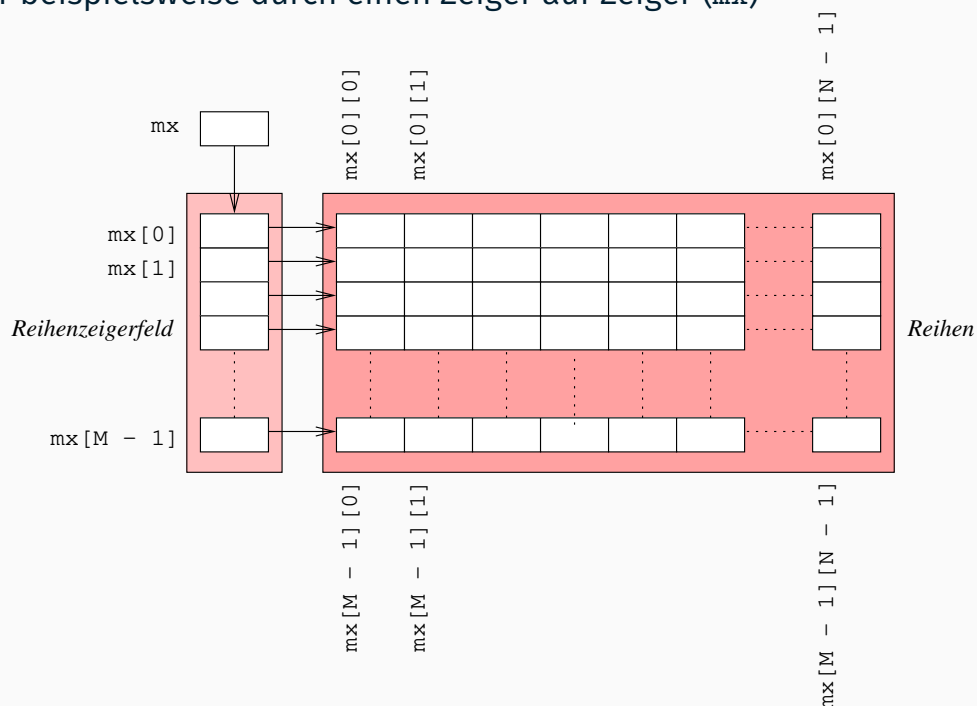 beispielsweise durch einen Zeiger auf Zeiger (mx)
mx[0][0]
mx[0][1]
mx[0][N - 1]
mx
mx[0]
mx[1]
Reihenzeigerfeld
Reihen
mx[M - 1]
mx[M - 1][0]
mx[M - 1][1]
mx[M - 1][N - 1]